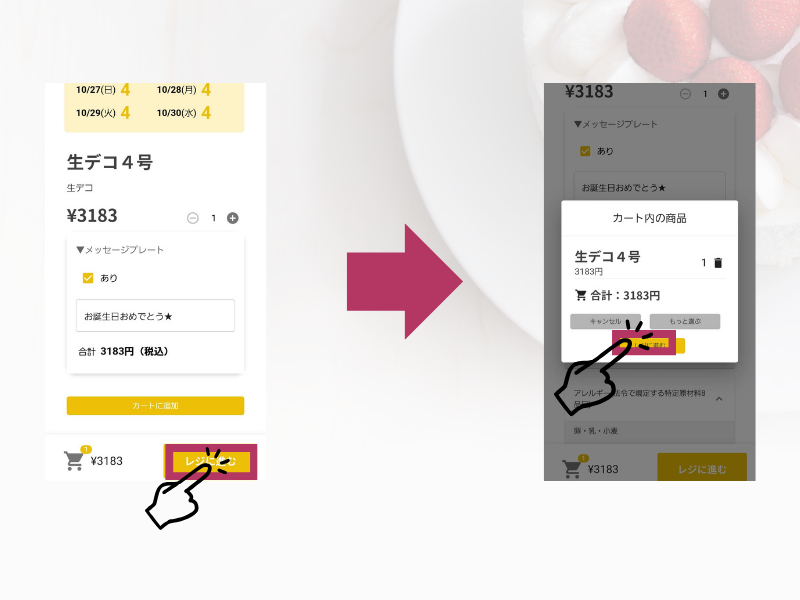 10/27(日) 4 10/28(月) 4
10/29(火) 4 10/30(水) 4
生デコ４号
生デコ
¥3183 1
▼メッセージプレート
あり
お誕生日おめでとう★
合計 3183円（税込）
カートに追加
1
¥3183
レジに進む
¥3183 1
▼メッセージプレート
あり
お誕生日おめでとう★
カート内の商品
生デコ４号
3183円
1
合計：3183円
キャンセル もっと選ぶ
アレルギー 法令で規定する特定原材料8
卵・乳・小麦
1
¥3183
レジに進む